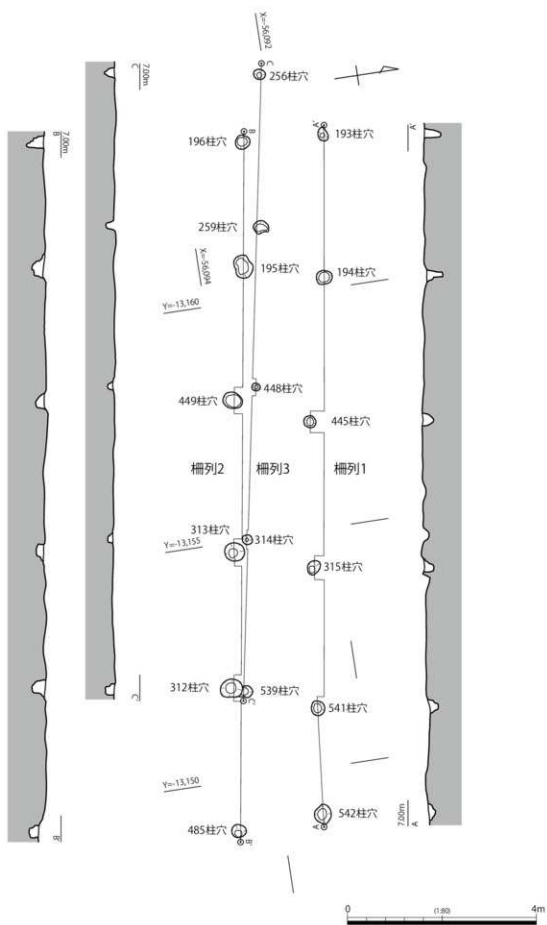 X=-56,092
C
7.00m
C
256柱穴
B
7.00m
B
196柱穴
A'
193柱穴
A'
259柱穴
195柱穴
X=-56,094
194柱穴
Y=-13,160
448柱穴
449柱穴
445柱穴
柵列2
柵列3
柵列1
313柱穴
314柱穴
Y=-13,155
315柱穴
312柱穴
539柱穴
C'
C'
541柱穴
Y=-13,150
542柱穴
A
7.00m
A
485柱穴
B'
B'
0
(1:80)
4m